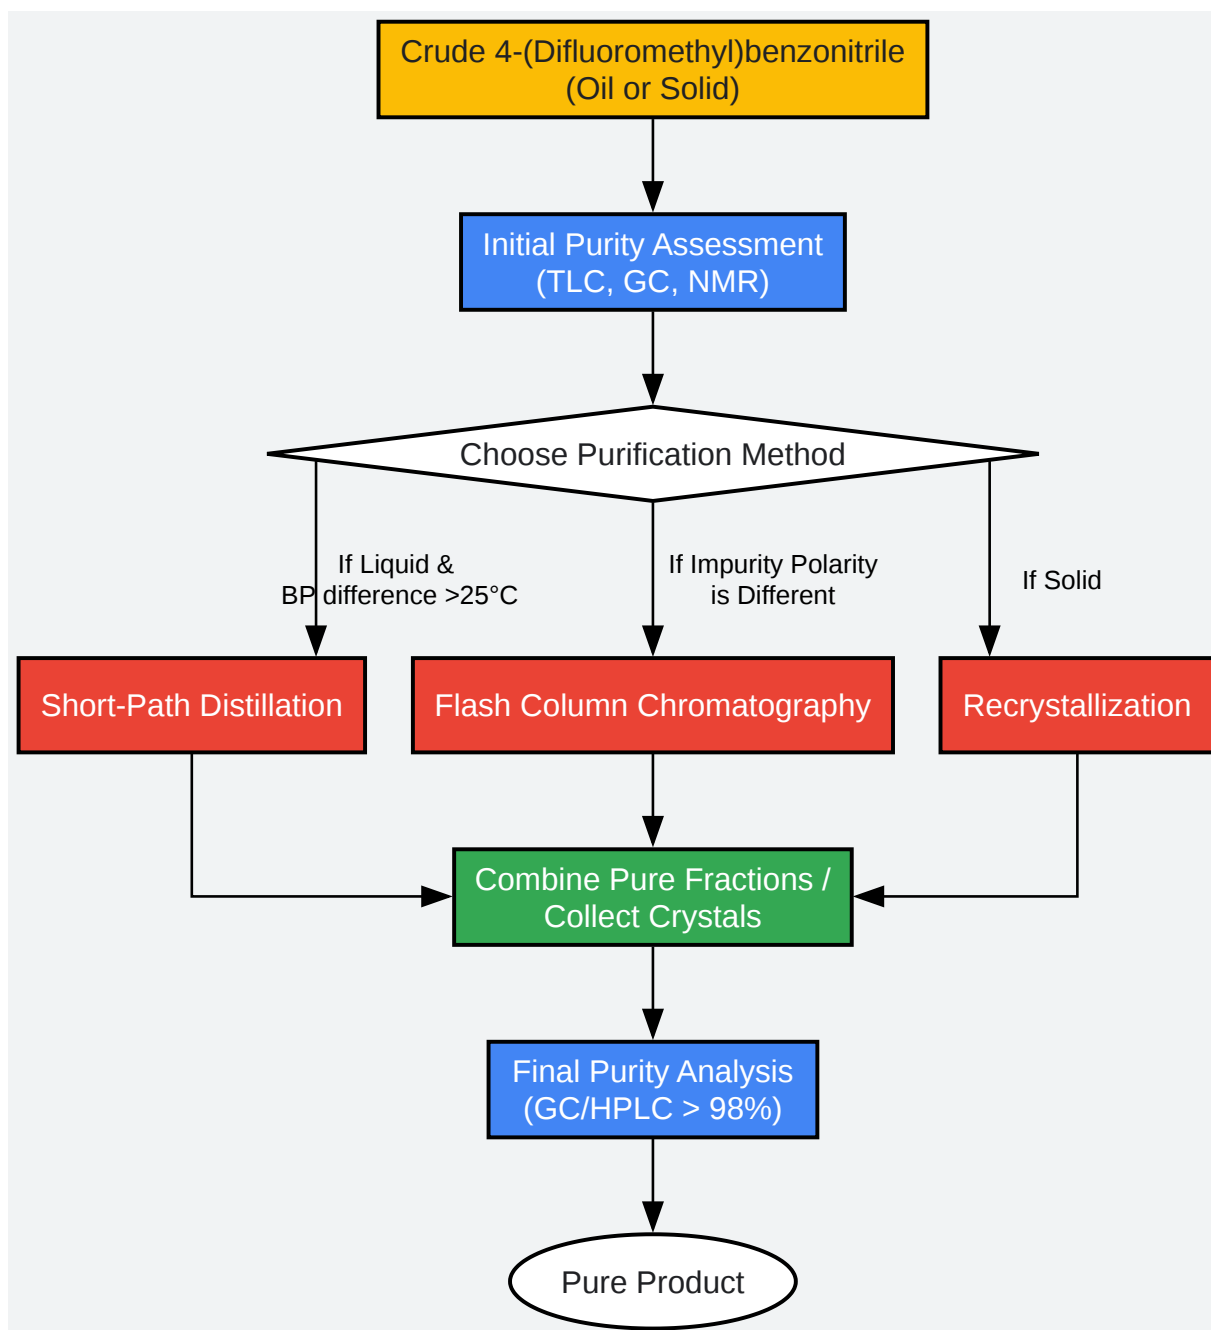 Crude 4-(Difluoromethyl)benzonitrile
(Oil or Solid)
Initial Purity Assessment
(TLC, GC, NMR)
Choose Purification Method
If Liquid &
BP difference >25°C
If Impurity Polarity
is Different
If Solid
Short-Path Distillation
Flash Column Chromatography
Recrystallization
Combine Pure Fractions /
Collect Crystals
Final Purity Analysis
(GC/HPLC > 98%)
Pure Product